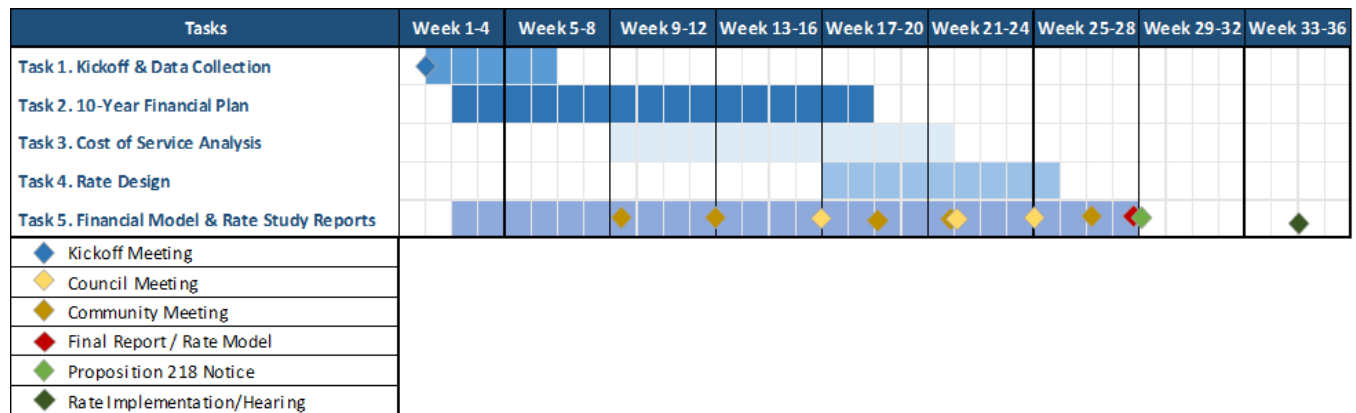 Tasks Week 1-4 Week 5-8 Week 9-12 Week 13-16 Week 17-20 Week 21-24 Week 25-28 Week 29-32 Week 33-36
Task 1. Kickoff & Data Collection
Task 2. 10-Year Financial Plan
Task 3. Cost of Service Analysis
Task 4. Rate Design
Task 5. Financial Model & Rate Study Reports
Kickoff Meeting
Council Meeting
Community Meeting
Final Report / Rate Model
Proposition 218 Notice
Rate Implementation/Hearing